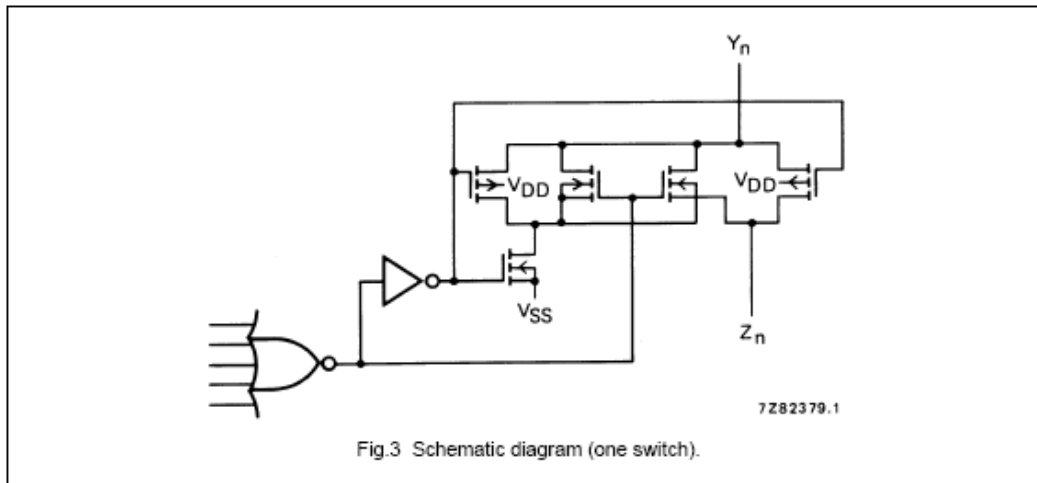 Yn
VDD
VDD
VSS
Zn
7Z82379.1
Fig.3 Schematic diagram (one switch).